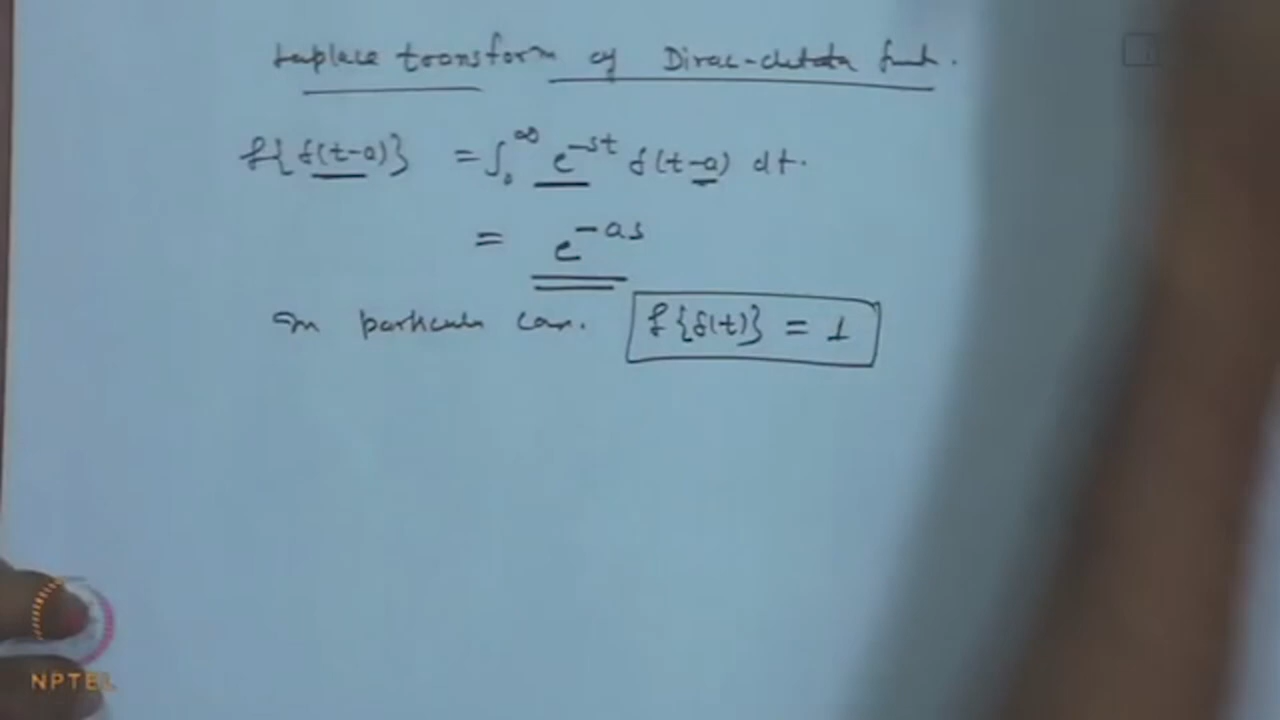 Laplace transform of Dirac-delta funct.
L{δ(t-a)} = ∫₀^∞ e^{-st} δ(t-a) dt.
= e^{-as}
In particular case. L{δ(t)} = 1
NPTEL